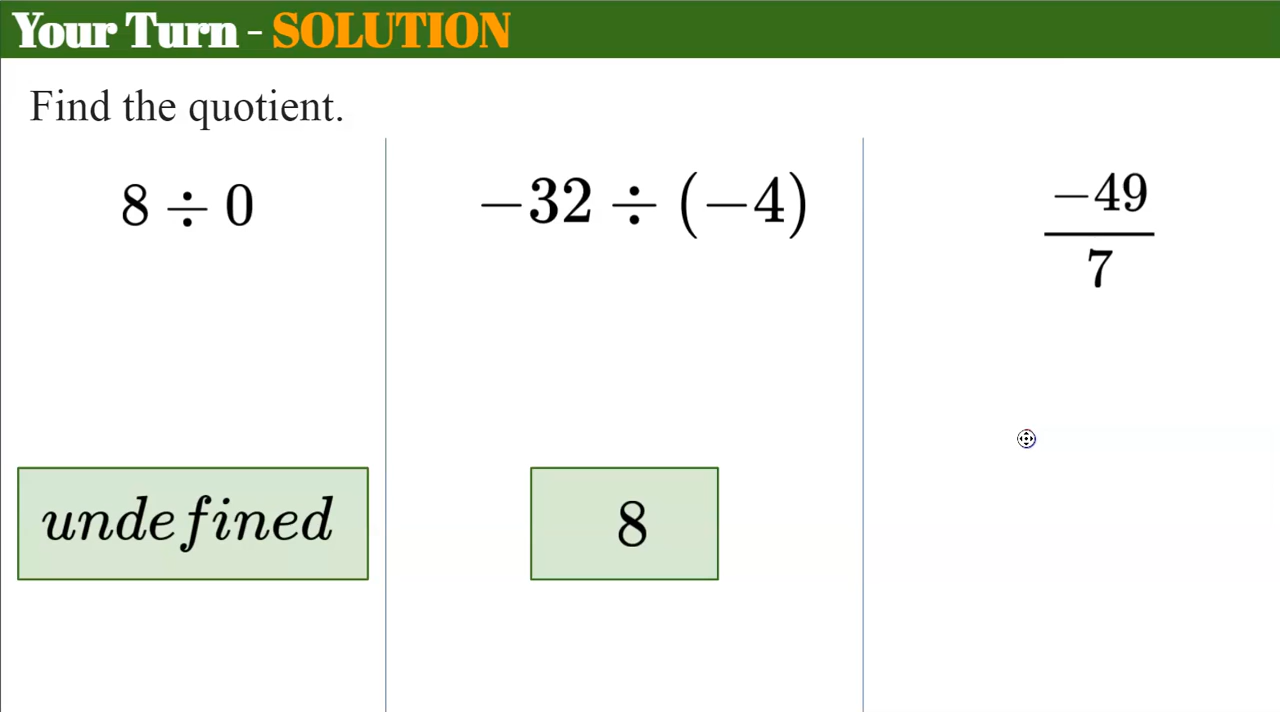 Your Turn - SOLUTION
Find the quotient.
8 ÷ 0
−32 ÷ (−4)
−49
7
undefined
8